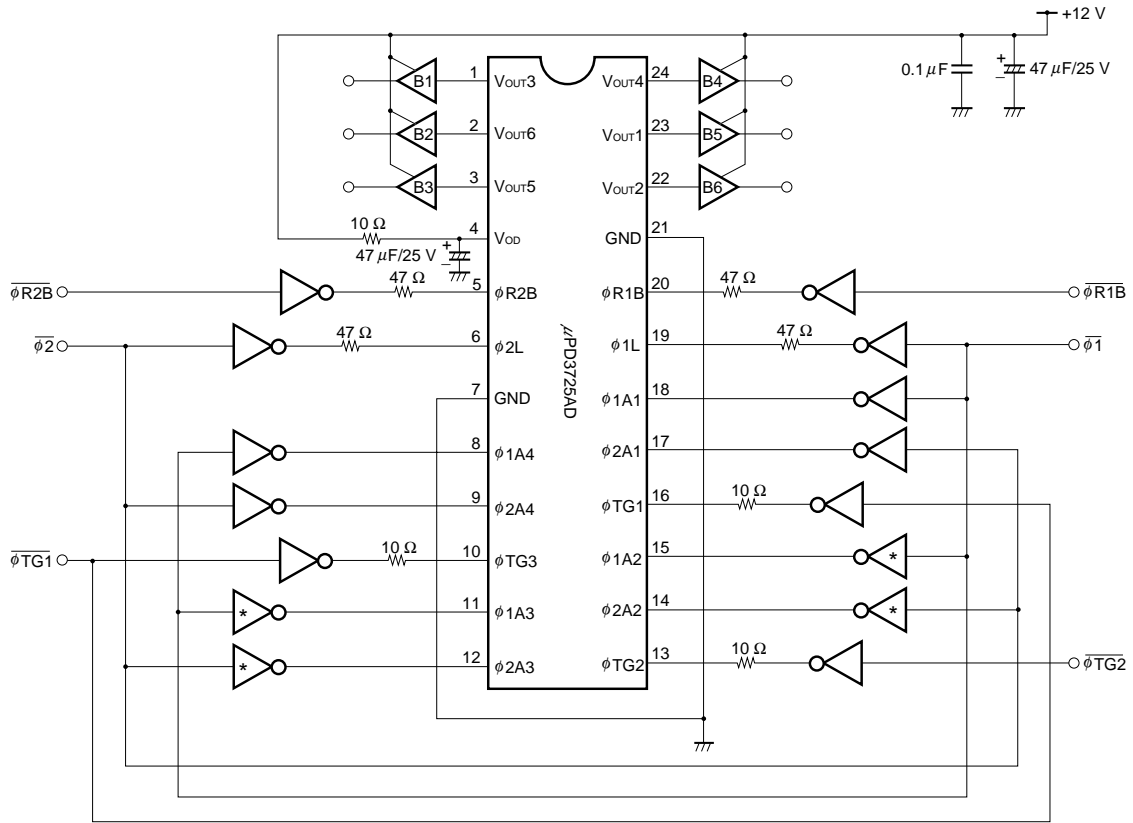 +12 V
0.1 μF
+
−
47 μF/25 V
B1
1
VOUT3
VOUT4
24
B4
B2
2
VOUT6
VOUT1
23
B5
B3
3
VOUT5
VOUT2
22
B6
10 Ω
4
VOD
GND
21
47 μF/25 V
+
−
φR2B
47 Ω
5
φR2B
φR1B
20
47 Ω
φR1B
φ2
47 Ω
6
φ2L
φ1L
19
47 Ω
φ1
μPD3725AD
7
GND
φ1A1
18
8
φ1A4
φ2A1
17
9
φ2A4
φTG1
16
10 Ω
φTG1
10 Ω
10
φTG3
φ1A2
15
*
*
11
φ1A3
φ2A2
14
*
*
12
φ2A3
φTG2
13
10 Ω
φTG2